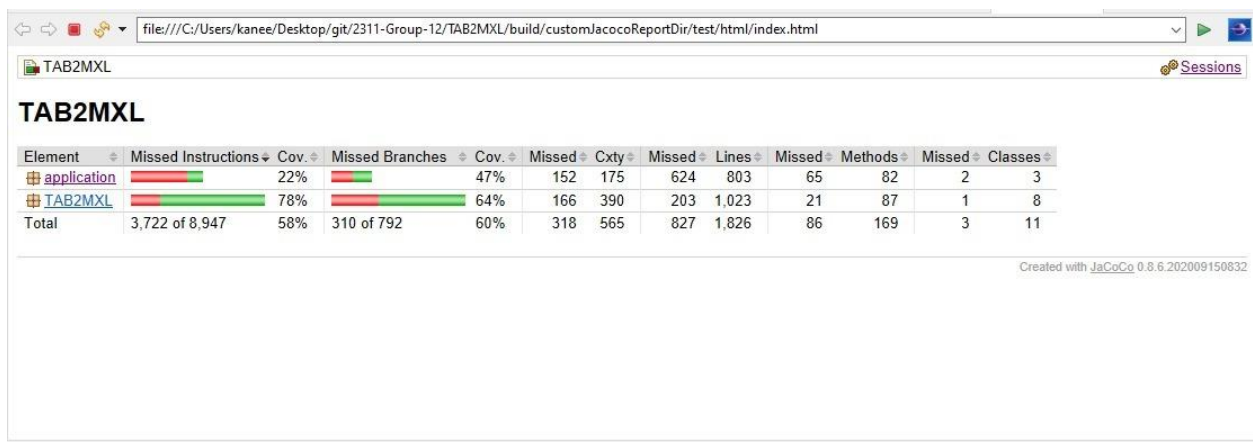 file:///C:/Users/kanee/Desktop/git/2311-Group-12/TAB2MXL/build/customJacocoReportDir/test/html/index.html
TAB2MXL Sessions
TAB2MXL
Element Missed Instructions Cov. Missed Branches Cov. Missed Cxty Missed Lines Missed Methods Missed Classes
application 22% 47% 152 175 624 803 65 82 2 3
TAB2MXL 78% 64% 166 390 203 1,023 21 87 1 8
Total 3,722 of 8,947 58% 310 of 792 60% 318 565 827 1,826 86 169 3 11
Created with JaCoCo 0.8.6.202009150832